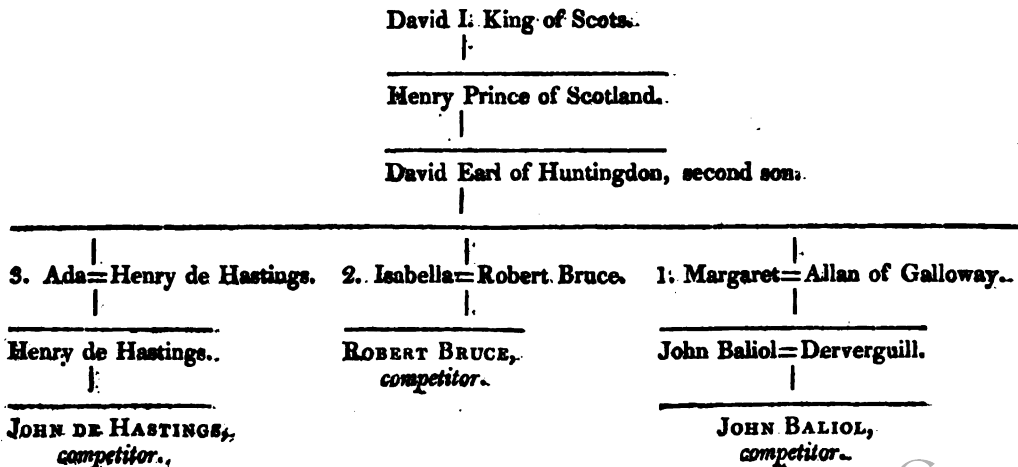 David I. King of Scots.
Henry Prince of Scotland.
David Earl of Huntingdon, second son.
3. Ada=Henry de Hastings. 2. Isabella=Robert Bruce. 1. Margaret=Allan of Galloway.
Henry de Hastings. ROBERT BRUCE, John Baliol=Derverguill.
competitor.
JOHN DE HASTINGS, JOHN BALIOL,
competitor. competitor.